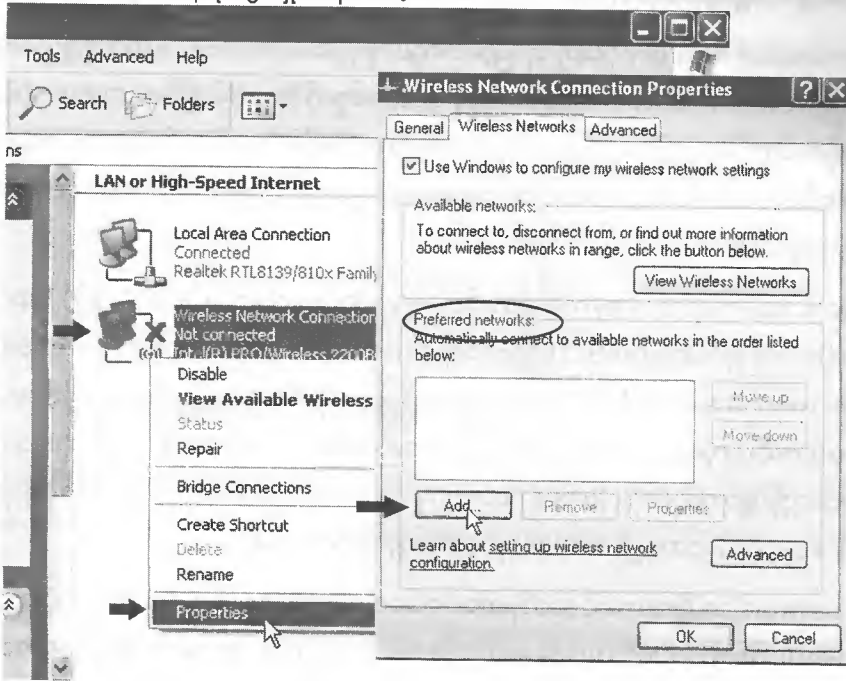 Tools Advanced Help
Search Folders
ns
LAN or High-Speed Internet
Local Area Connection
Connected
Realtek RTL8139/810x Family
Wireless Network Connection
Not connected
Intel(R) PRO/Wireless 2200B
Disable
View Available Wireless
Status
Repair
Bridge Connections
Create Shortcut
Delete
Rename
Properties
Wireless Network Connection Properties
General Wireless Networks Advanced
Use Windows to configure my wireless network settings
Available networks:
To connect to, disconnect from, or find out more information
about wireless networks in range, click the button below.
View Wireless Networks
Preferred networks:
Automatically connect to available networks in the order listed
below:
Move up
Move down
Add... Remove Properties
Learn about setting up wireless network
configuration.
Advanced
OK Cancel